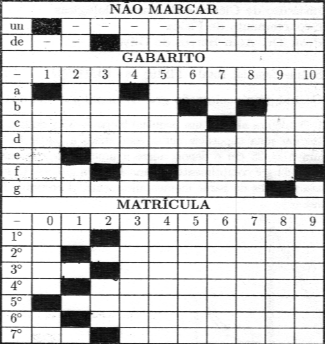 NÃO MARCAR
un – – – – – – – – –
de – – – – – – – – –
GABARITO
– 1 2 3 4 5 6 7 8 9 10
a
b
c
d
e
f
g
MATRÍCULA
– 0 1 2 3 4 5 6 7 8 9
1°
2°
3°
4°
5°
6°
7°